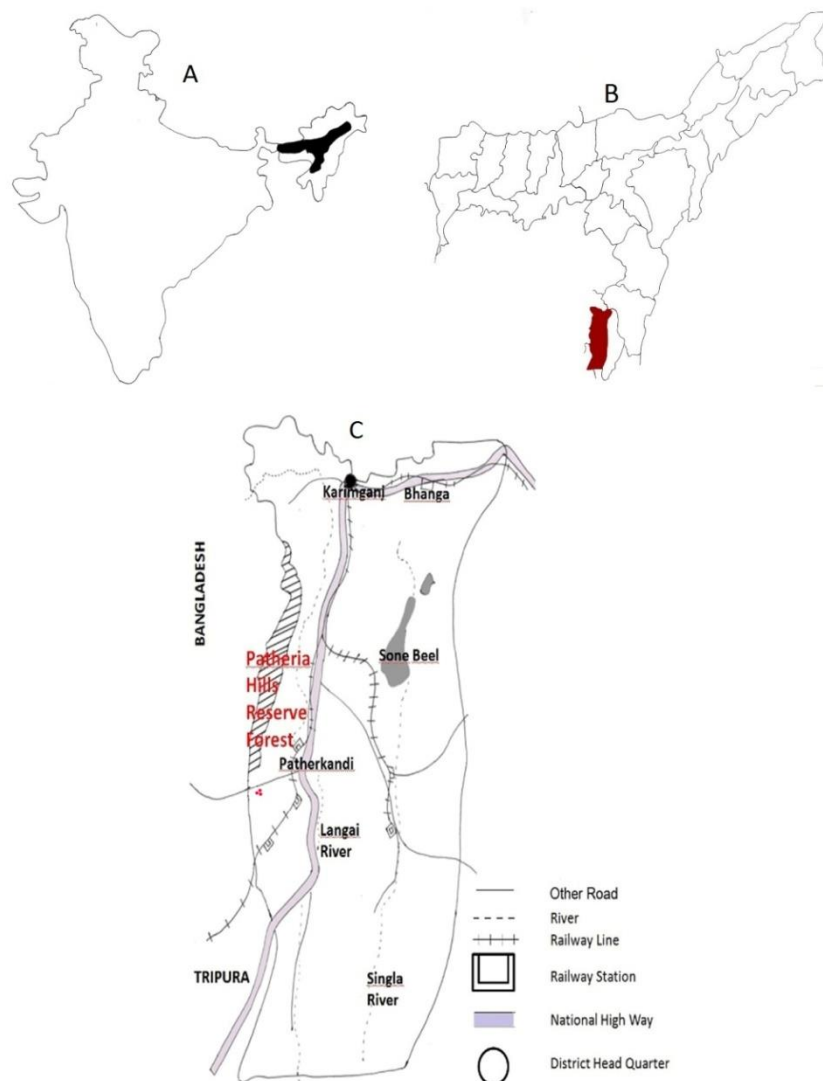 A
B
C
Karimganj
Bhanga
BANGLADESH
Sone Beel
Patheria
Hills
Reserve
Forest
Patherkandi
Langai
River
TRIPURA
Singla
River
Other Road
River
Railway Line
Railway Station
National High Way
District Head Quarter